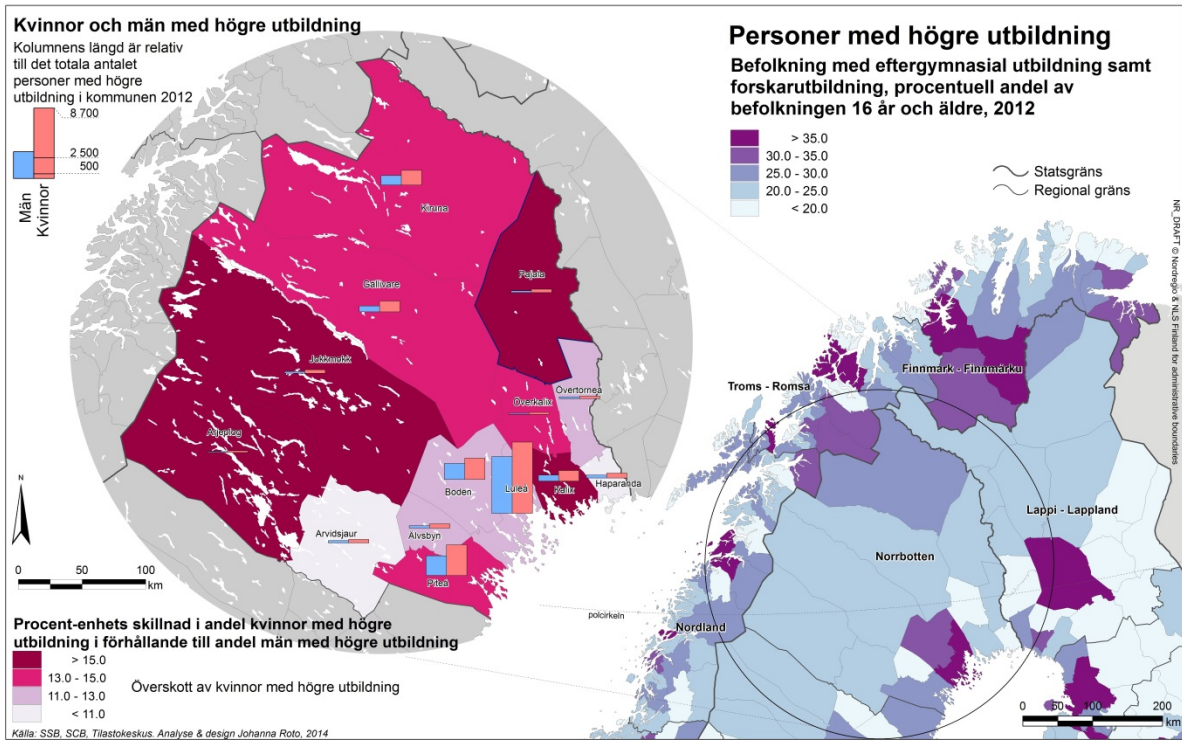 Kvinnor och män med högre utbildning
Kolumnens längd är relativ
till det totala antalet
personer med högre
utbildning i kommunen 2012
8 700
2 500
500
Män
Kvinnor
Kiruna
Pajala
Gällivare
Jokkmokk
Övertorneå
Överkalix
Arjeplog
Boden
Luleå
Kalix
Haparanda
Arvidsjaur
Älvsbyn
Piteå
N
0 50 100
km
Procent-enhets skillnad i andel kvinnor med högre
utbildning i förhållande till andel män med högre utbildning
> 15.0
13.0 - 15.0
11.0 - 13.0
< 11.0
Överskott av kvinnor med högre utbildning
Källa: SSB, SCB, Tilastokeskus. Analyse & design Johanna Roto, 2014
Personer med högre utbildning
Befolkning med eftergymnasial utbildning samt
forskarutbildning, procentuell andel av
befolkningen 16 år och äldre, 2012
> 35.0
30.0 - 35.0
25.0 - 30.0
20.0 - 25.0
< 20.0
Statsgräns
Regional gräns
NR_DRAFT © Nordregio & NLS Finland for administrative boundaries
Finnmark - Finnmárku
Troms - Romsa
Lappi - Lappland
Norrbotten
polcirkeln
Nordland
0 50 100 200
km